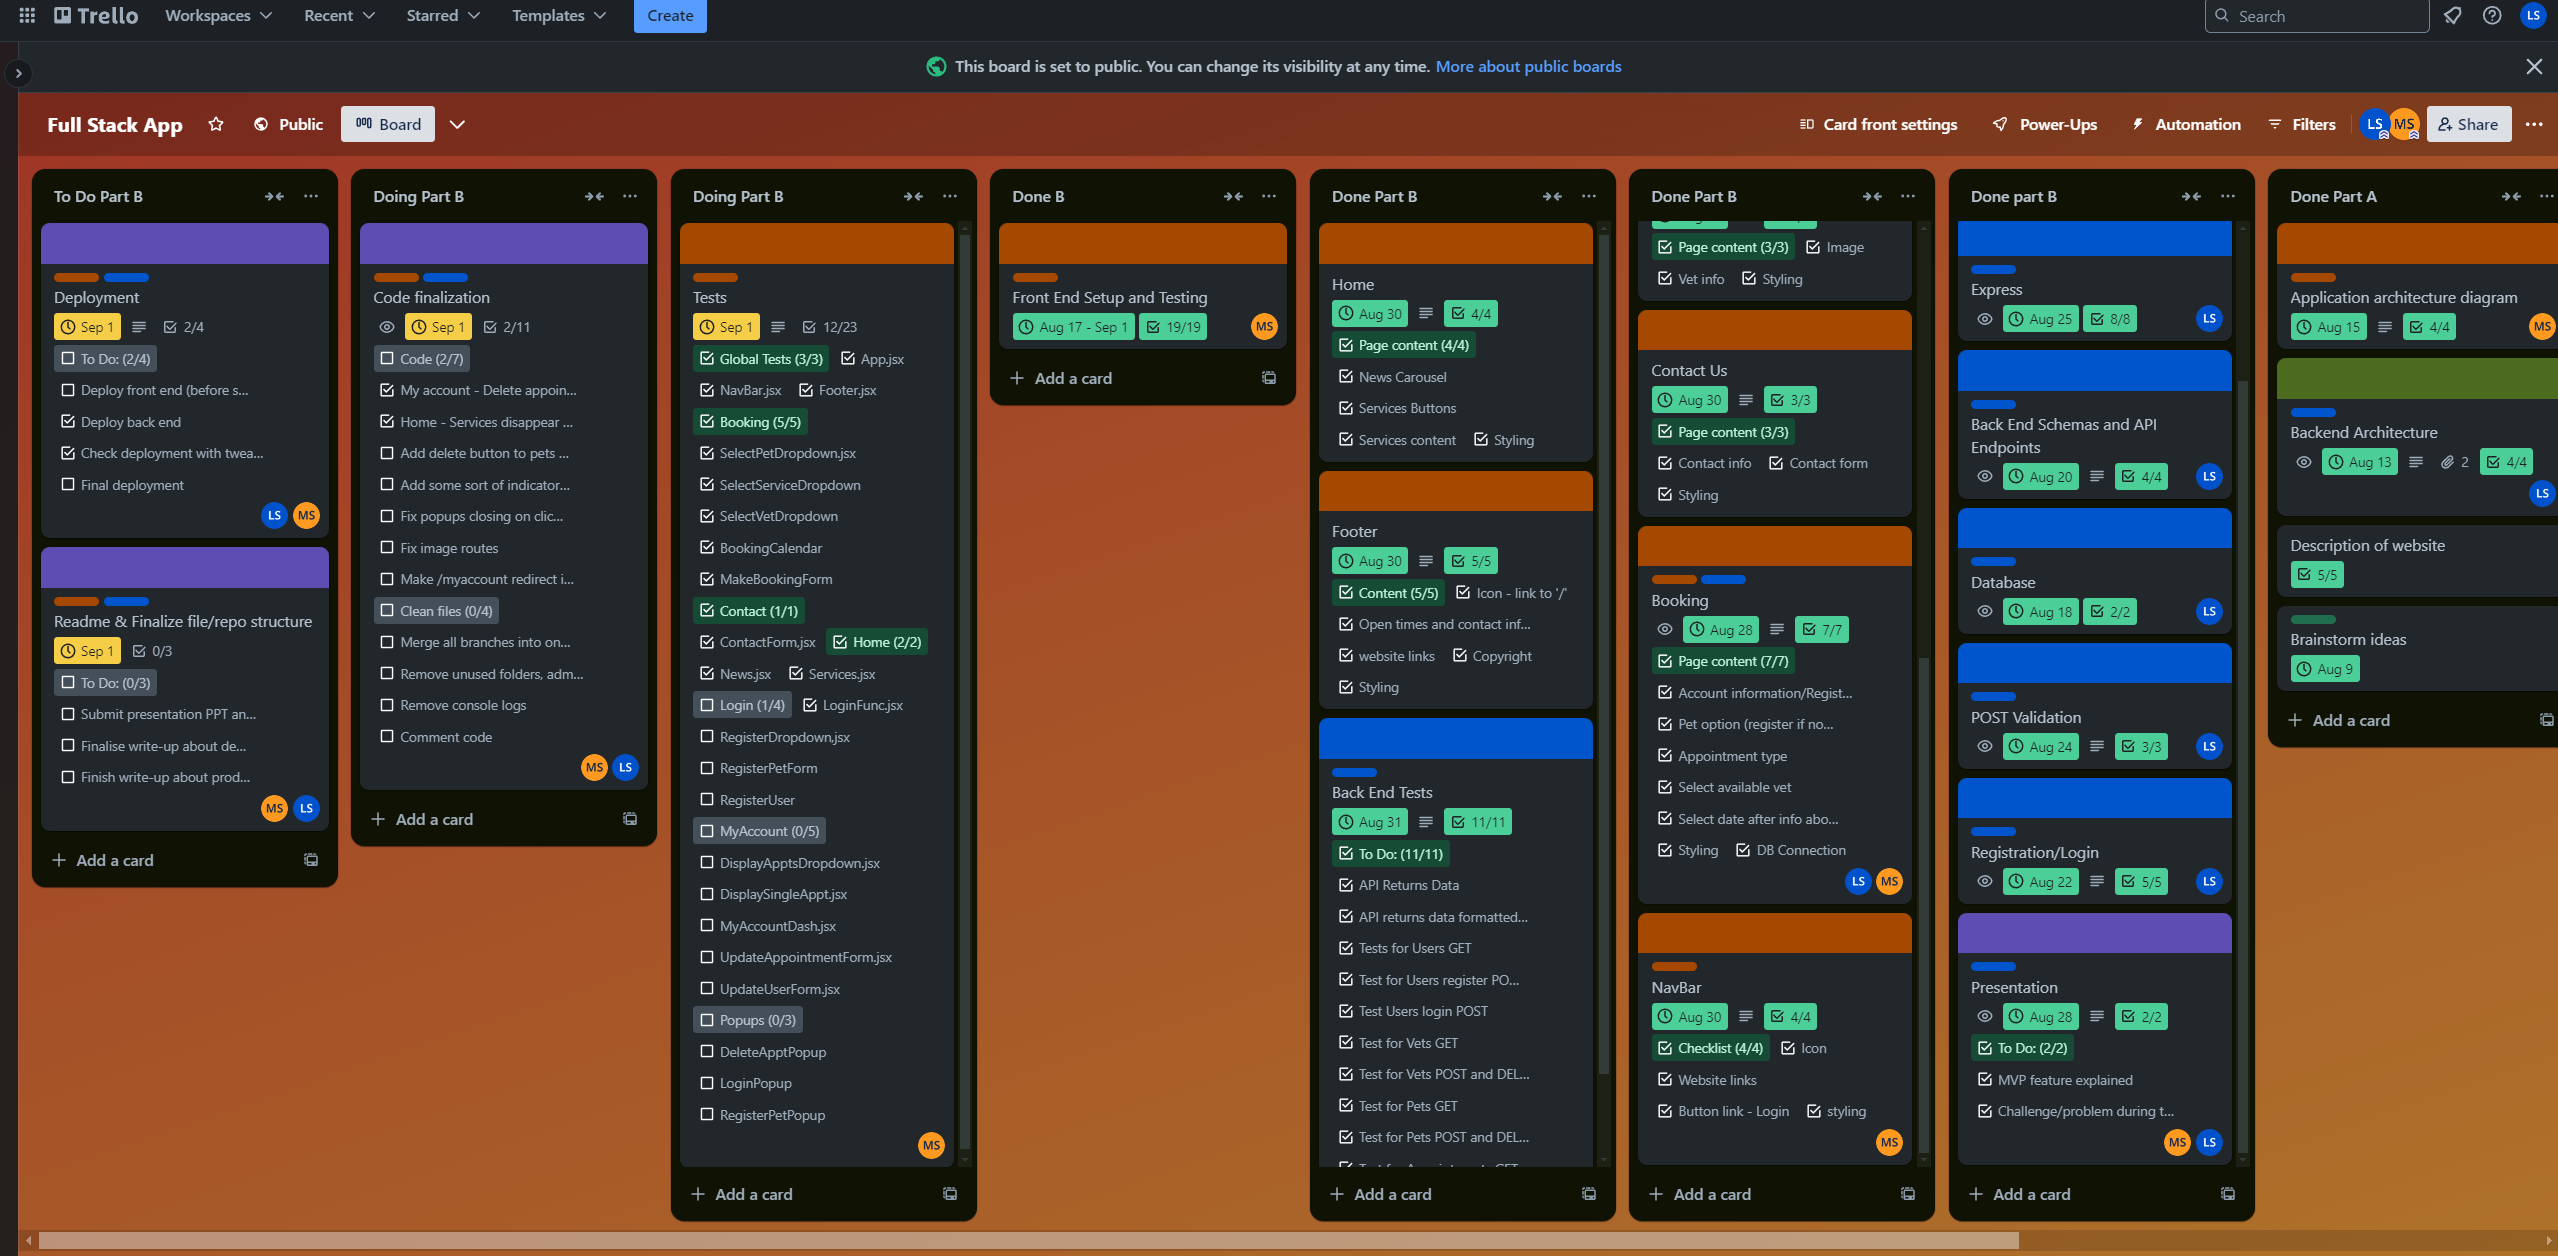 Trello Workspaces Recent Starred Templates Create Search LS
This board is set to public. You can change its visibility at any time. More about public boards
Full Stack App Public Board Card front settings Power-Ups Automation Filters LS MS Share
To Do Part B
Deployment
Sep 1 2/4
To Do: (2/4)
Deploy front end (before s...
Deploy back end
Check deployment with twea...
Final deployment
LS MS
Readme & Finalize file/repo structure
Sep 1 0/3
To Do: (0/3)
Submit presentation PPT an...
Finalise write-up about de...
Finish write-up about prod...
MS LS
Add a card
Doing Part B
Code finalization
Sep 1 2/11
Code (2/7)
My account - Delete appoin...
Home - Services disappear ...
Add delete button to pets ...
Add some sort of indicator...
Fix popups closing on clic...
Fix image routes
Make /myaccount redirect i...
Clean files (0/4)
Merge all branches into on...
Remove unused folders, adm...
Remove console logs
Comment code
MS LS
Add a card
Doing Part B
Tests
Sep 1 12/23
Global Tests (3/3) App.jsx
NavBar.jsx Footer.jsx
Booking (5/5)
SelectPetDropdown.jsx
SelectServiceDropdown
SelectVetDropdown
BookingCalendar
MakeBookingForm
Contact (1/1)
ContactForm.jsx Home (2/2)
News.jsx Services.jsx
Login (1/4) LoginFunc.jsx
RegisterDropdown.jsx
RegisterPetForm
RegisterUser
MyAccount (0/5)
DisplayApptsDropdown.jsx
DisplaySingleAppt.jsx
MyAccountDash.jsx
UpdateAppointmentForm.jsx
UpdateUserForm.jsx
Popups (0/3)
DeleteApptPopup
LoginPopup
RegisterPetPopup
MS
Add a card
Done B
Front End Setup and Testing
Aug 17 - Sep 1 19/19 MS
Add a card
Done Part B
Home
Aug 30 4/4
Page content (4/4)
News Carousel
Services Buttons
Services content Styling
Footer
Aug 30 5/5
Content (5/5) Icon - link to '/'
Open times and contact inf...
website links Copyright
Styling
Back End Tests
Aug 31 11/11
To Do: (11/11)
API Returns Data
API returns data formatted...
Tests for Users GET
Test for Users register PO...
Test Users login POST
Test for Vets GET
Test for Vets POST and DEL...
Test for Pets GET
Test for Pets POST and DEL...
Add a card
Done Part B
Page content (3/3) Image
Vet info Styling
Contact Us
Aug 30 3/3
Page content (3/3)
Contact info Contact form
Styling
Booking
Aug 28 7/7
Page content (7/7)
Account information/Regist...
Pet option (register if no...
Appointment type
Select available vet
Select date after info abo...
Styling DB Connection
LS MS
NavBar
Aug 30 4/4
Checklist (4/4) Icon
Website links
Button link - Login styling
MS
Add a card
Done part B
Express
Aug 25 8/8 LS
Back End Schemas and API
Endpoints
Aug 20 4/4 LS
Database
Aug 18 2/2 LS
POST Validation
Aug 24 3/3 LS
Registration/Login
Aug 22 5/5 LS
Presentation
Aug 28 2/2
To Do: (2/2)
MVP feature explained
Challenge/problem during t...
MS LS
Add a card
Done Part A
Application architecture diagram
Aug 15 4/4 MS
Backend Architecture
Aug 13 2 4/4
LS
Description of website
5/5
Brainstorm ideas
Aug 9
Add a card